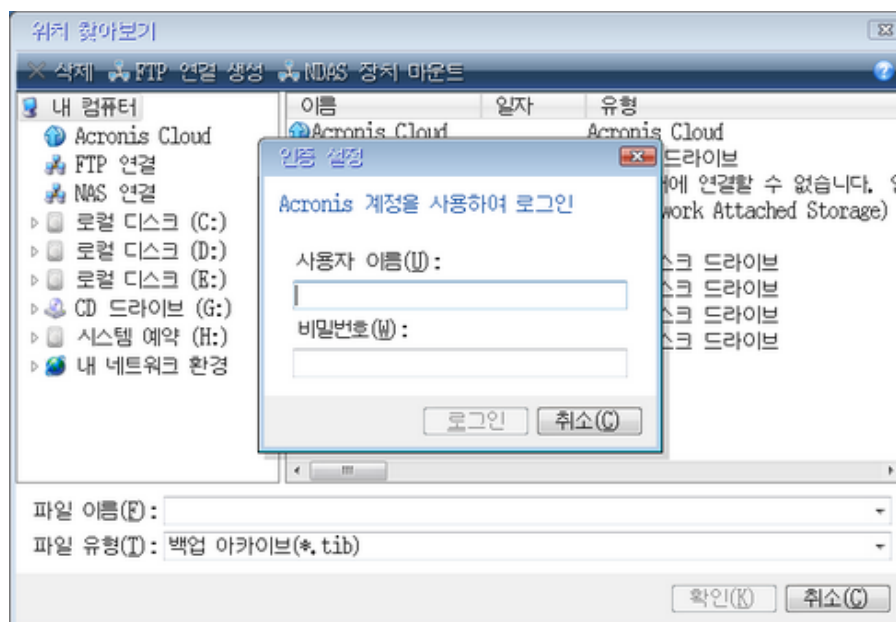 위치 찾아보기
삭제 FTP 연결 생성 NDAS 장치 마운트
내 컴퓨터
Acronis Cloud
FTP 연결
NAS 연결
로컬 디스크 (C:)
로컬 디스크 (D:)
로컬 디스크 (E:)
CD 드라이브 (G:)
시스템 예약 (H:)
내 네트워크 환경
이름 일자 유형
Acronis Cloud Acronis Cloud
드라이브
에 연결할 수 없습니다.
work Attached Storage)
스크 드라이브
스크 드라이브
스크 드라이브
스크 드라이브
인증 설정
Acronis 계정을 사용하여 로그인
사용자 이름(U):
비밀번호(W):
로그인 취소(C)
파일 이름(F):
파일 유형(T): 백업 아카이브(*.tib)
확인(K) 취소(C)